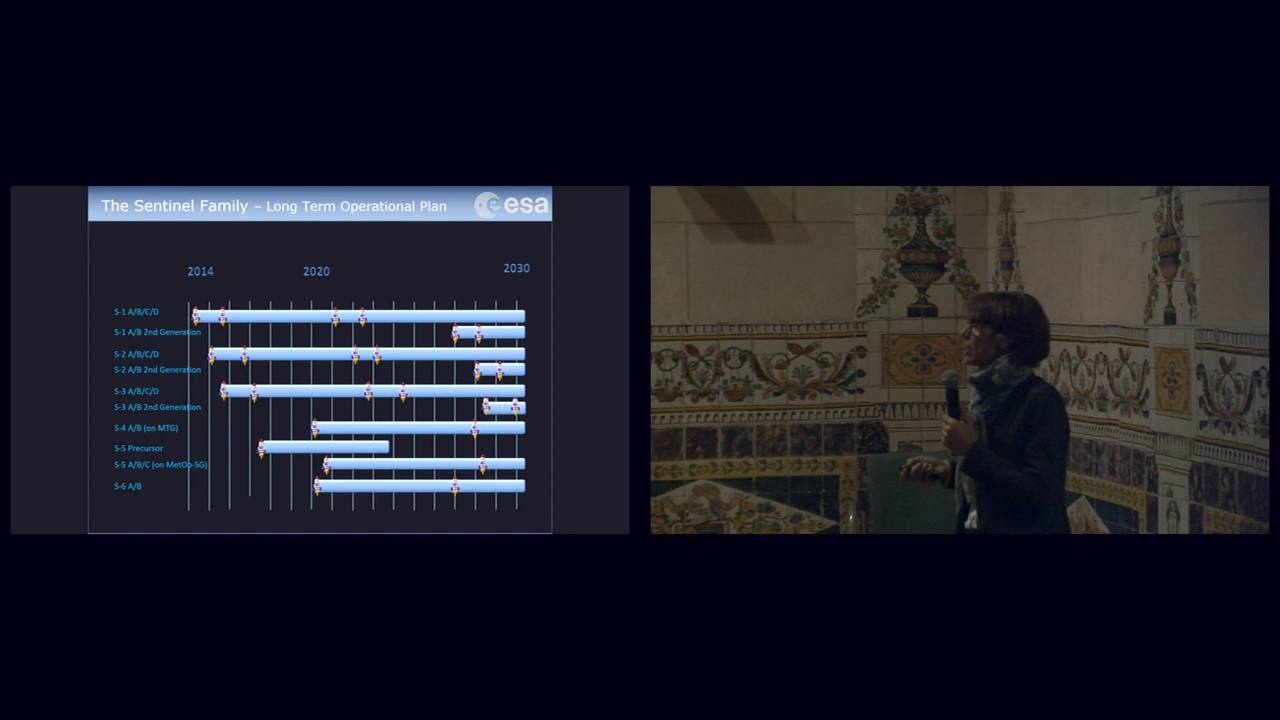 The Sentinel Family – Long Term Operational Plan
esa
2014 2020 2030
S-1 A/B/C/D
S-1 A/B 2nd Generation
S-2 A/B/C/D
S-2 A/B 2nd Generation
S-3 A/B/C/D
S-3 A/B 2nd Generation
S-4 A/B (on MTG)
S-5 Precursor
S-5 A/B/C (on MetOp-SG)
S-6 A/B